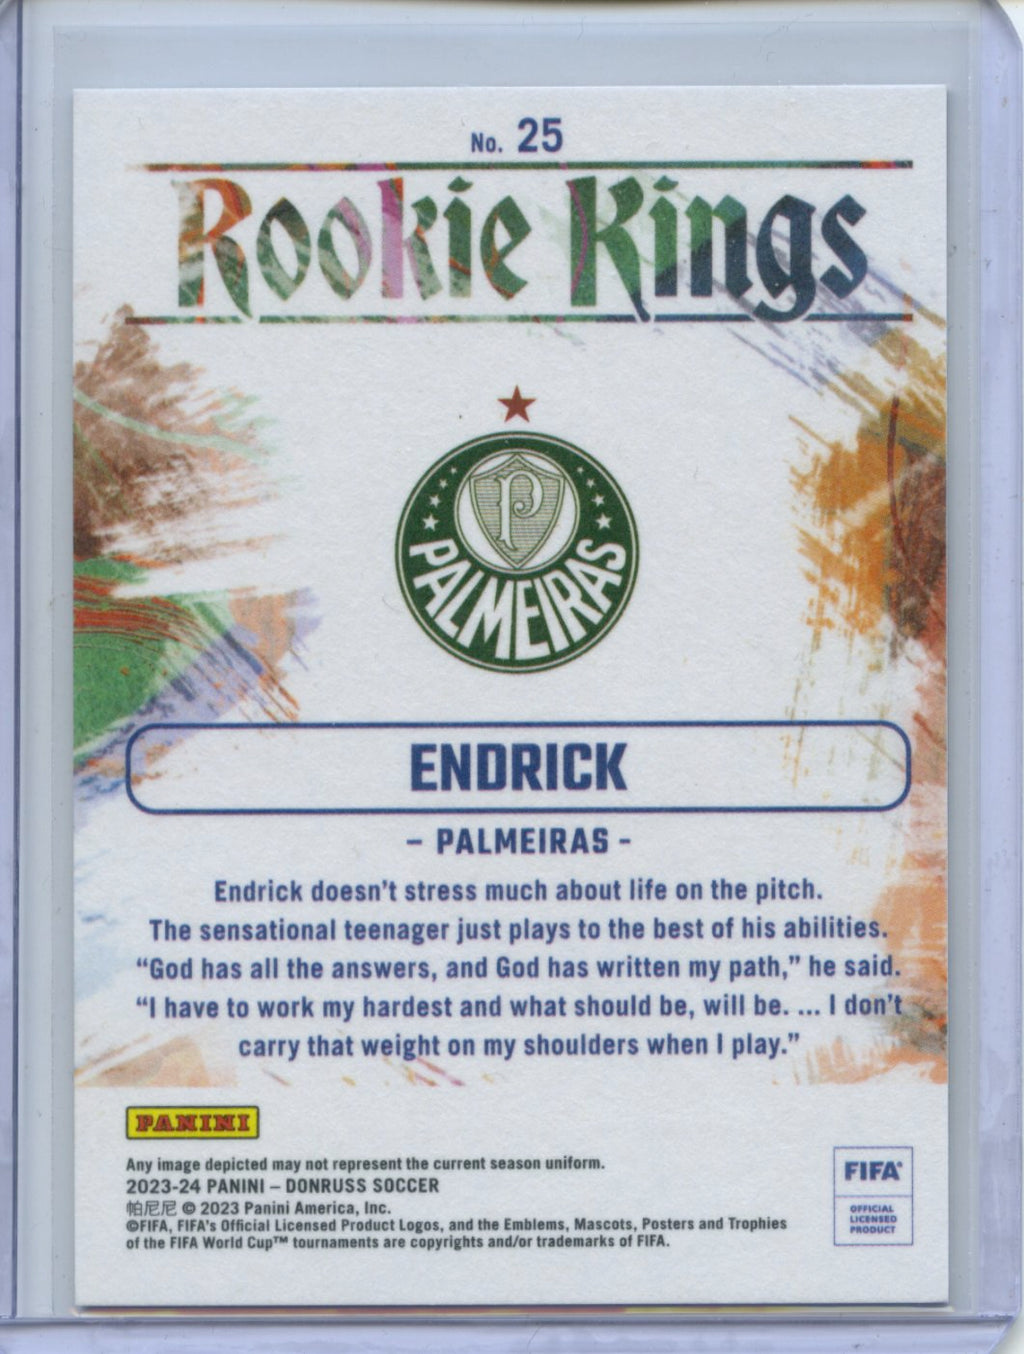 No. 25
Rookie Kings
P
PALMEIRAS
ENDRICK
– PALMEIRAS -
Endrick doesn't stress much about life on the pitch.
The sensational teenager just plays to the best of his abilities.
“God has all the answers, and God has written my path,” he said.
“I have to work my hardest and what should be, will be. ... I don't
carry that weight on my shoulders when I play.”
PANINI
Any image depicted may not represent the current season uniform.
2023-24 PANINI – DONRUSS SOCCER
帕尼尼 © 2023 Panini America, Inc.
©FIFA, FIFA's Official Licensed Product Logos, and the Emblems, Mascots, Posters and Trophies
of the FIFA World Cup™ tournaments are copyrights and/or trademarks of FIFA.
FIFA®
OFFICIAL
LICENSED
PRODUCT